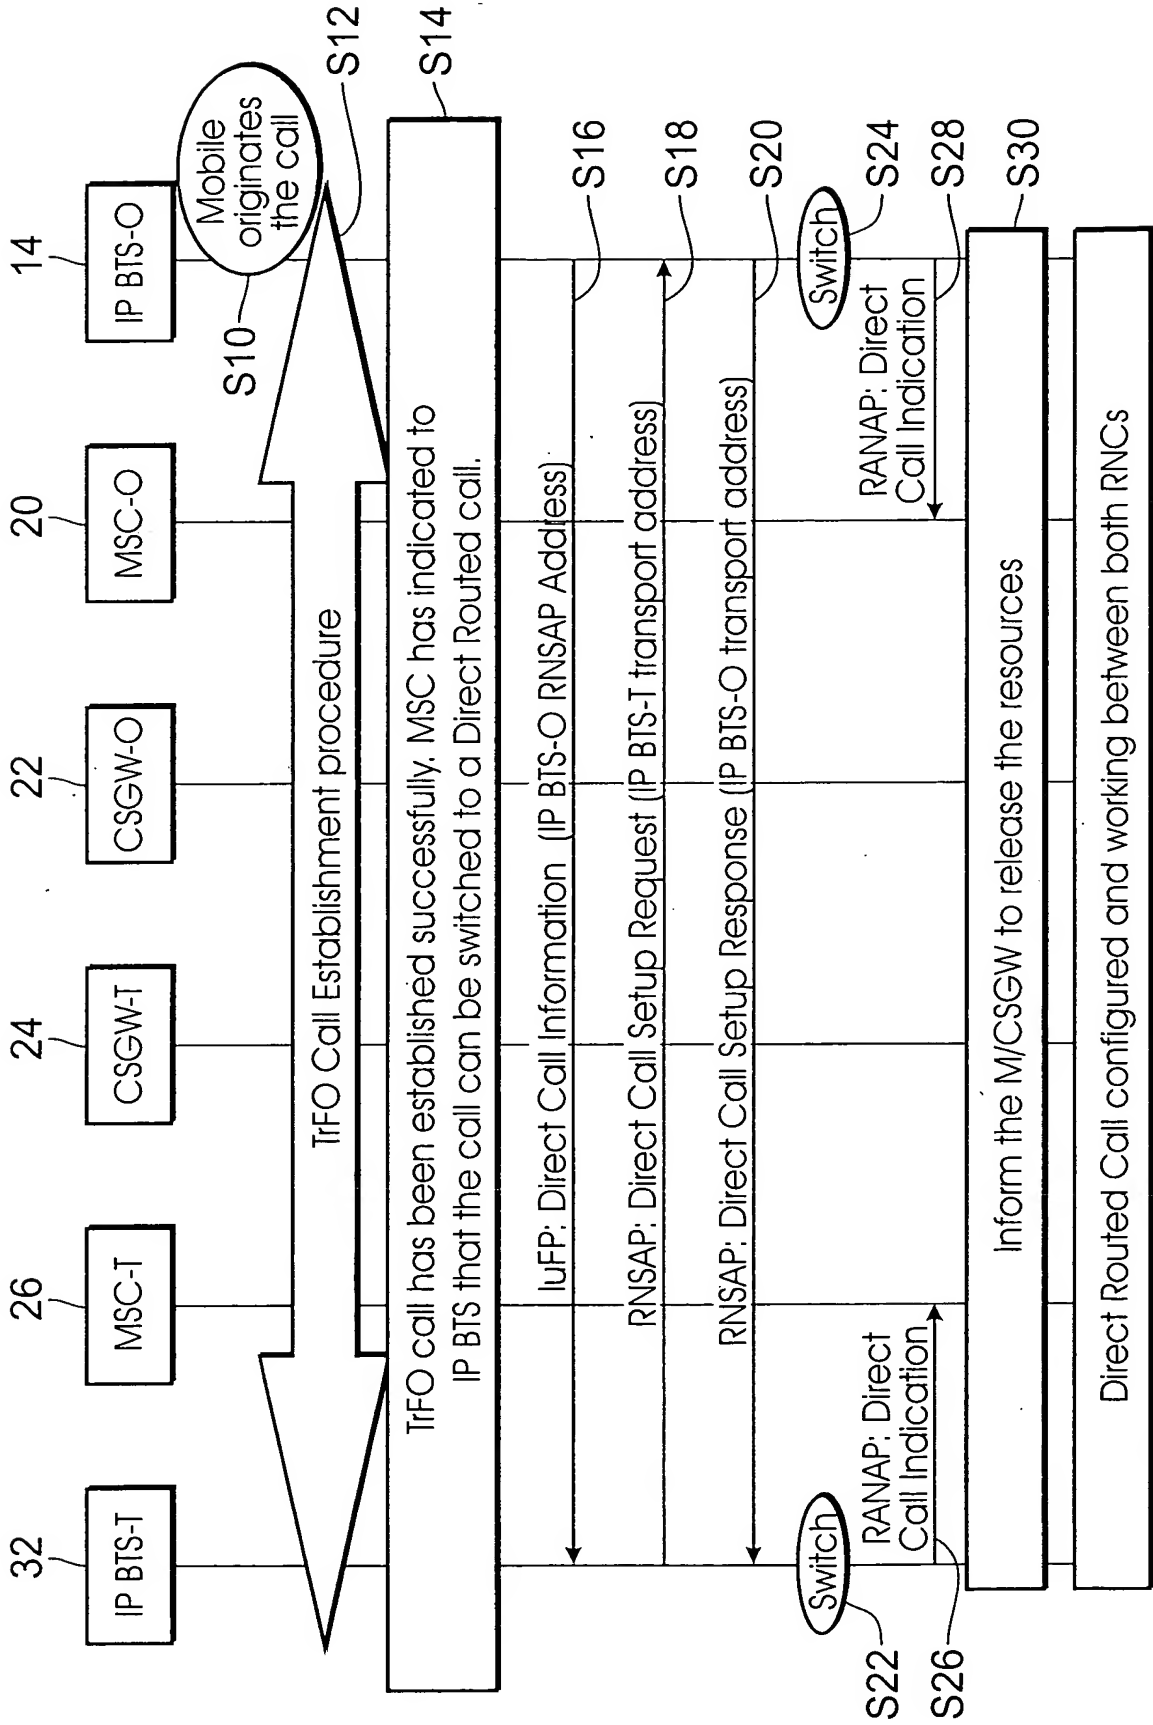 32
26
24
22
20
14
IP BTS-T
MSC-T
CSGW-T
CSGW-O
MSC-O
IP BTS-O
Mobile
originates
the call
S10
S12
TrFO Call Establishment procedure
S14
TrFO call has been established successfully. MSC has indicated to
IP BTS that the call can be switched to a Direct Routed call.
IuFP: Direct Call Information (IP BTS-O RNSAP Address)
S16
RNSAP: Direct Call Setup Request (IP BTS-T transport address)
S18
RNSAP: Direct Call Setup Response (IP BTS-O transport address)
S20
Switch
S22
Switch
S24
RANAP: Direct
Call Indication
S26
RANAP: Direct
Call Indication
S28
Inform the M/CSGW to release the resources
S30
Direct Routed Call configured and working between both RNCs